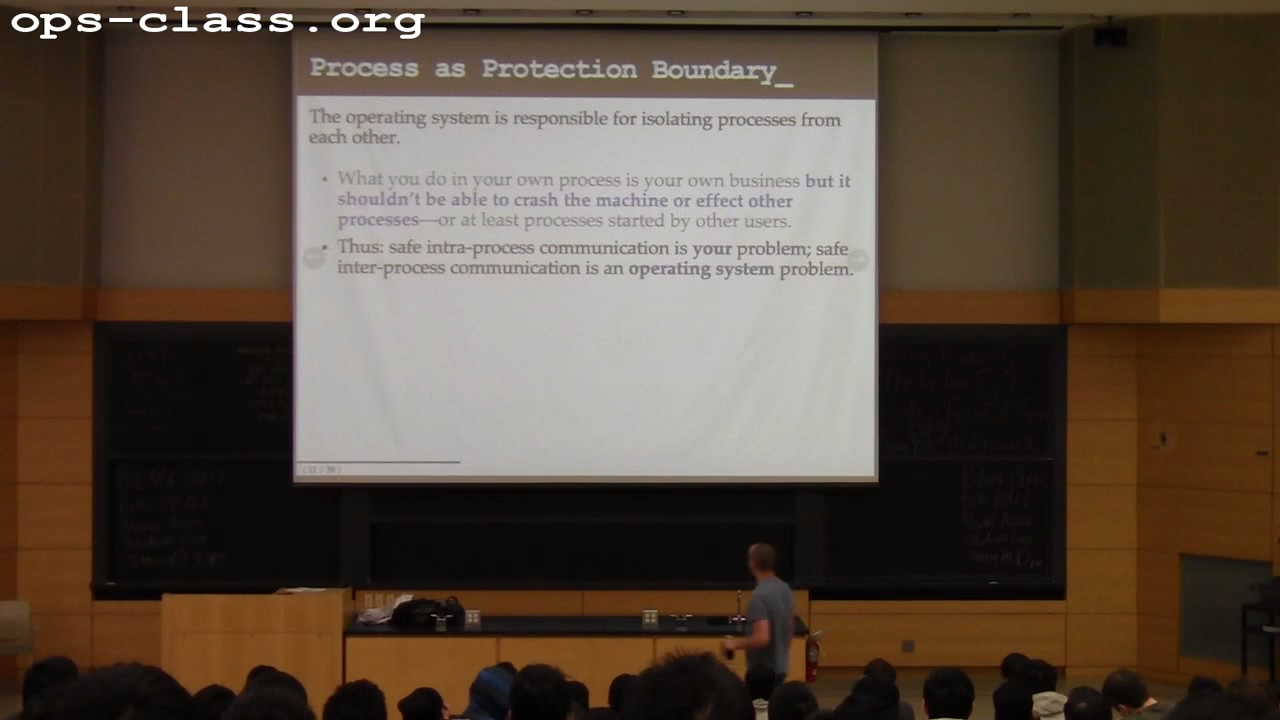 ops-class.org
Process as Protection Boundary_
The operating system is responsible for isolating processes from
each other.
• What you do in your own process is your own business but it
shouldn't be able to crash the machine or effect other
processes—or at least processes started by other users.
• Thus: safe intra-process communication is your problem; safe
inter-process communication is an operating system problem.